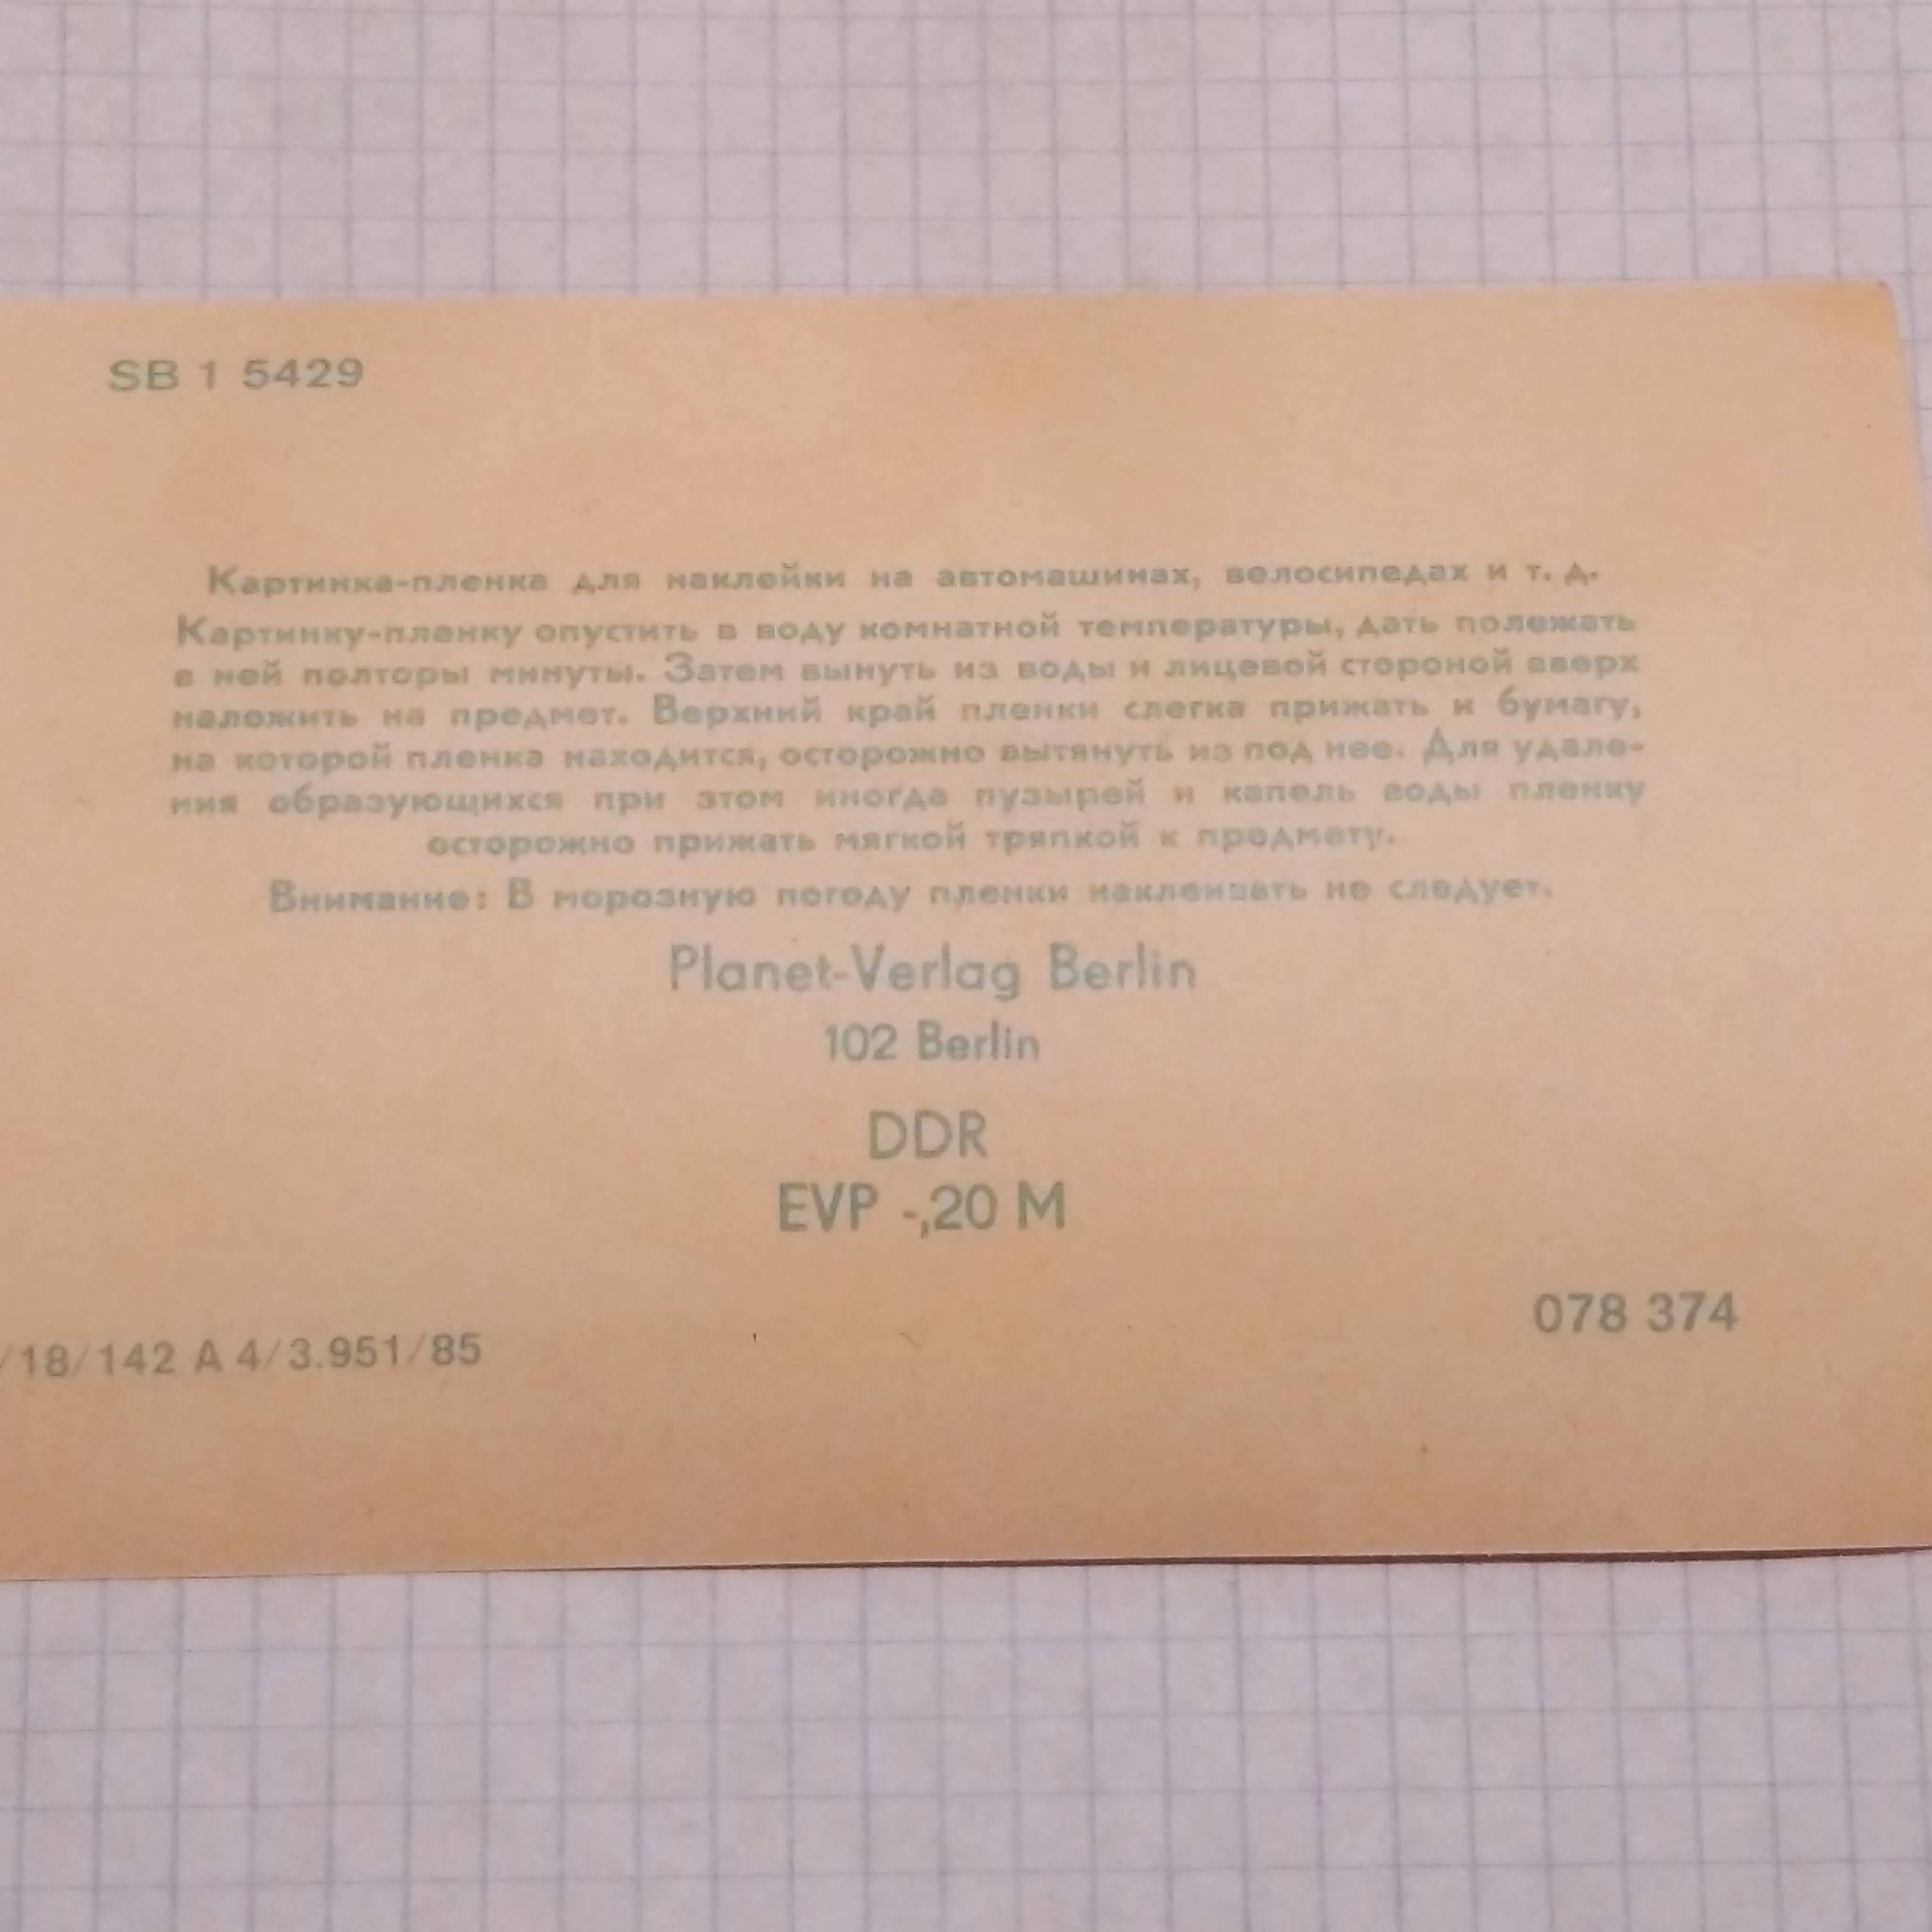 SB 1 5429
Картинка-пленка для наклейки на автомашинах, велосипедах и т. д.
Картинку-пленку опустить в воду комнатной температуры, дать полежать
в ней полторы минуты. Затем вынуть из воды и лицевой стороной вверх
наложить на предмет. Верхний край пленки слегка прижать и бумагу,
на которой пленка находится, осторожно вытянуть из под нее. Для удале-
ния образующихся при этом иногда пузырей и капель воды пленку
осторожно прижать мягкой тряпкой к предмету.
Внимание: В морозную погоду пленки наклеивать не следует.
Planet-Verlag Berlin
102 Berlin
DDR
EVP -,20 M
078 374
/18/142 A 4/3.951/85